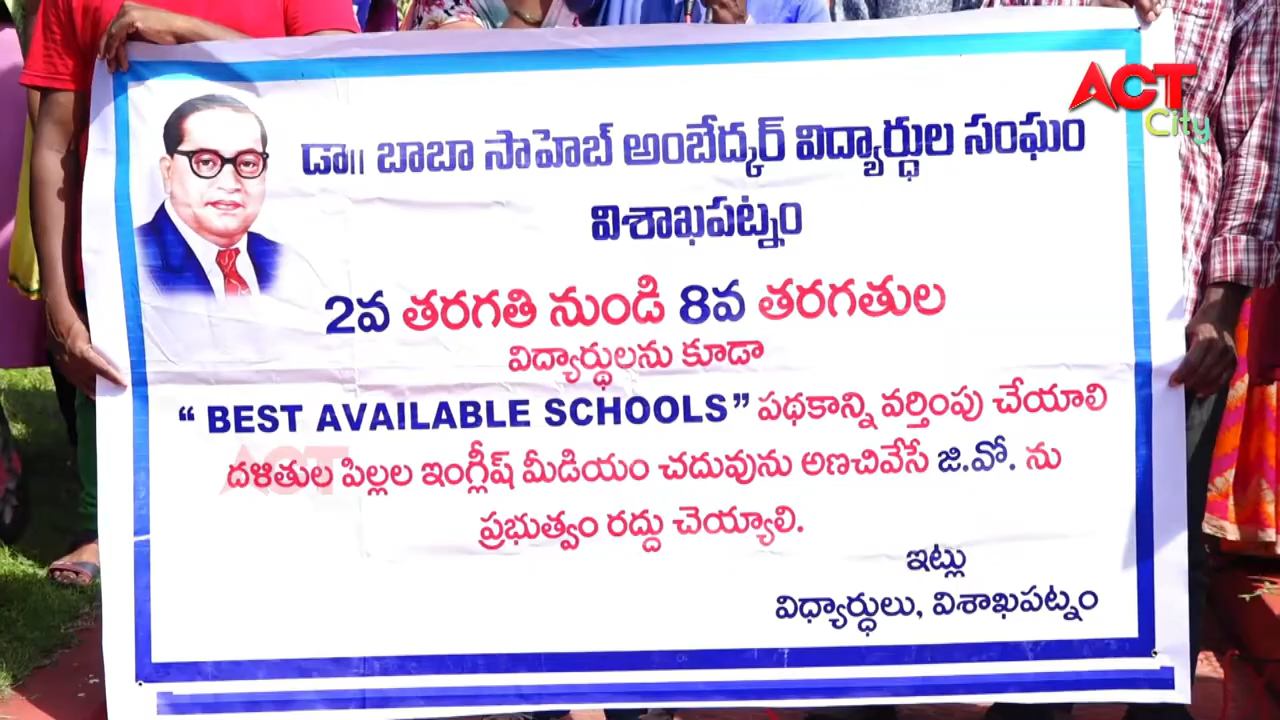 ACT
City
డా॥ బాబా సాహెబ్ అంబేద్కర్ విద్యార్ధుల సంఘం
విశాఖపట్నం
2వ తరగతి నుండి 8వ తరగతుల
విద్యార్థులను కూడా
“ BEST AVAILABLE SCHOOLS” పథకాన్ని వర్తింపు చేయాలి
దళితుల పిల్లల ఇంగ్లీష్ మీడియం చదువును అణచివేసే జి.వో. ను
ప్రభుత్వం రద్దు చెయ్యాలి.
ఇట్లు
విధ్యార్ధులు, విశాఖపట్నం
ACT